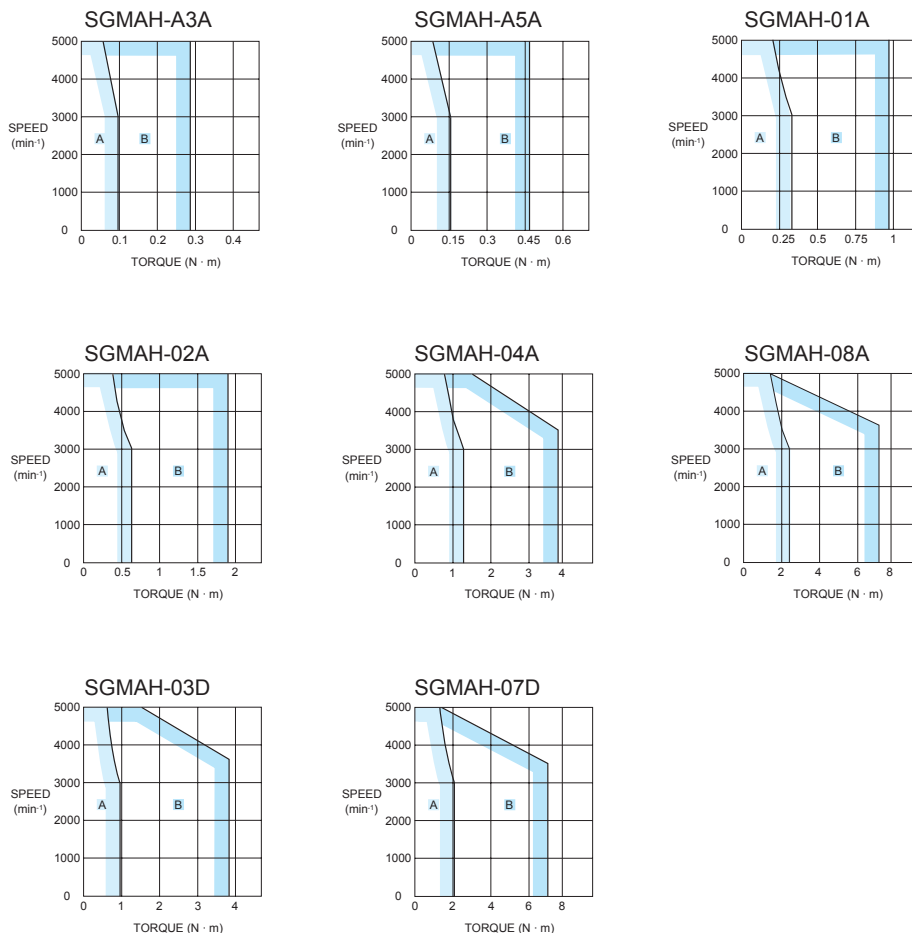 SGMAH-A3A
5000
4000
3000
2000
1000
0
SPEED
(min-1)
A
B
0 0.1 0.2 0.3 0.4
TORQUE (N · m)
SGMAH-A5A
5000
4000
3000
2000
1000
0
SPEED
(min-1)
A
B
0 0.15 0.3 0.45 0.6
TORQUE (N · m)
SGMAH-01A
5000
4000
3000
2000
1000
0
SPEED
(min-1)
A
B
0 0.25 0.5 0.75 1
TORQUE (N · m)
SGMAH-02A
5000
4000
3000
2000
1000
0
SPEED
(min-1)
A
B
0 0.5 1 1.5 2
TORQUE (N · m)
SGMAH-04A
5000
4000
3000
2000
1000
0
SPEED
(min-1)
A
B
0 1 2 3 4
TORQUE (N · m)
SGMAH-08A
5000
4000
3000
2000
1000
0
SPEED
(min-1)
A
B
0 2 4 6 8
TORQUE (N · m)
SGMAH-03D
5000
4000
3000
2000
1000
0
SPEED
(min-1)
A
B
0 1 2 3 4
TORQUE (N · m)
SGMAH-07D
5000
4000
3000
2000
1000
0
SPEED
(min-1)
A
B
0 2 4 6 8
TORQUE (N · m)